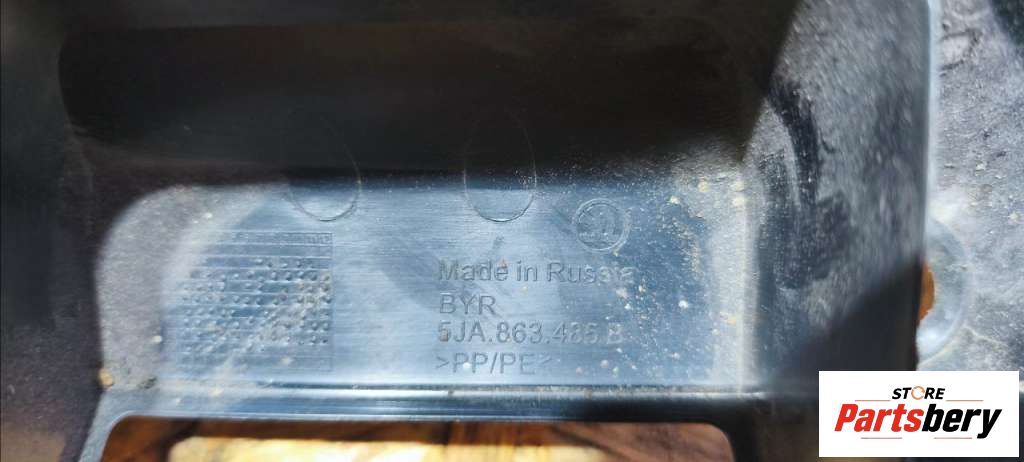 Made in Russia
BYR
5JA.863.485.B
>PP/PE<
STORE
Partsbery